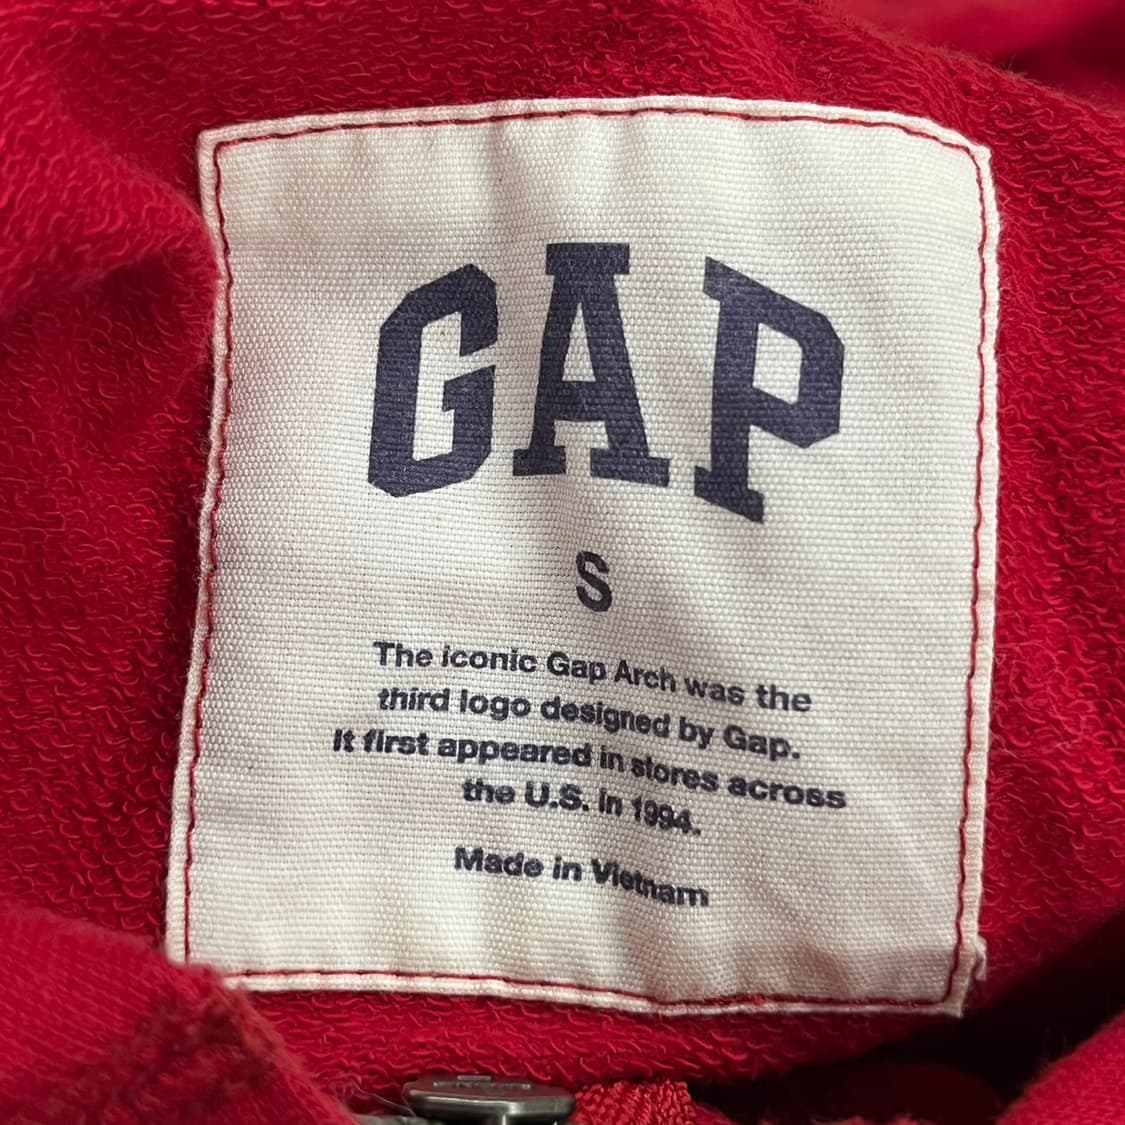 GAP
S
The iconic Gap Arch was the
third logo designed by Gap.
It first appeared in stores across
the U.S. in 1994.
Made in Vietnam